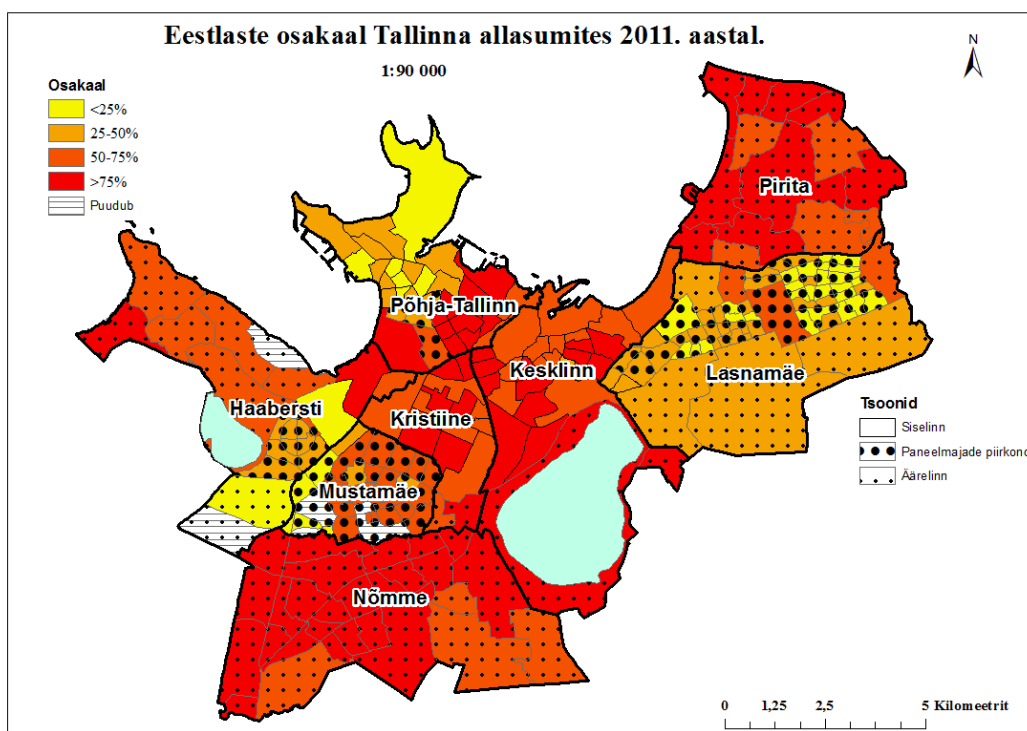 Eestlaste osakaal Tallinna allasumites 2011. aastal.
1:90 000
N
Osakaal
<25%
25-50%
50-75%
>75%
Puudub
Pirita
Põhja-Tallinn
Kesklinn
Lasnamäe
Haabersti
Kristiine
Mustamäe
Nõmme
Tsoonid
Siselinn
Paneelmajade piirkond
Äärelinn
0 1,25 2,5 5 Kilomeetrit